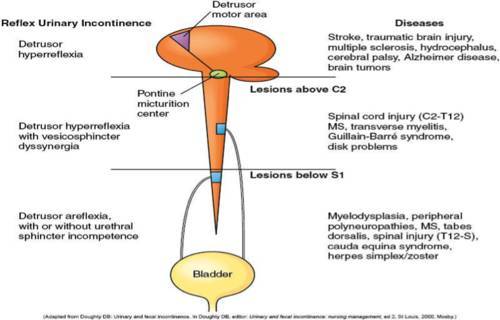 Reflex Urinary Incontinence
Detrusor
motor area
Diseases
Detrusor
hyperreflexia
Stroke, traumatic brain injury,
multiple sclerosis, hydrocephalus,
cerebral palsy, Alzheimer disease,
brain tumors
Pontine
micturition
center
Lesions above C2
Detrusor hyperreflexia
with vesicosphincter
dyssynergia
Spinal cord injury (C2-T12)
MS, transverse myelitis,
Guillain-Barré syndrome,
disk problems
Lesions below S1
Detrusor areflexia,
with or without urethral
sphincter incompetence
Myelodysplasia, peripheral
polyneuropathies, MS, tabes
dorsalis, spinal injury (T12-S),
cauda equina syndrome,
herpes simplex/zoster
Bladder
(Adapted from Doughty DB: Urinary and fecal incontinence. In Doughty DB, editor: Urinary and fecal incontinence: nursing management, ed 2, St Louis, 2000, Mosby.)